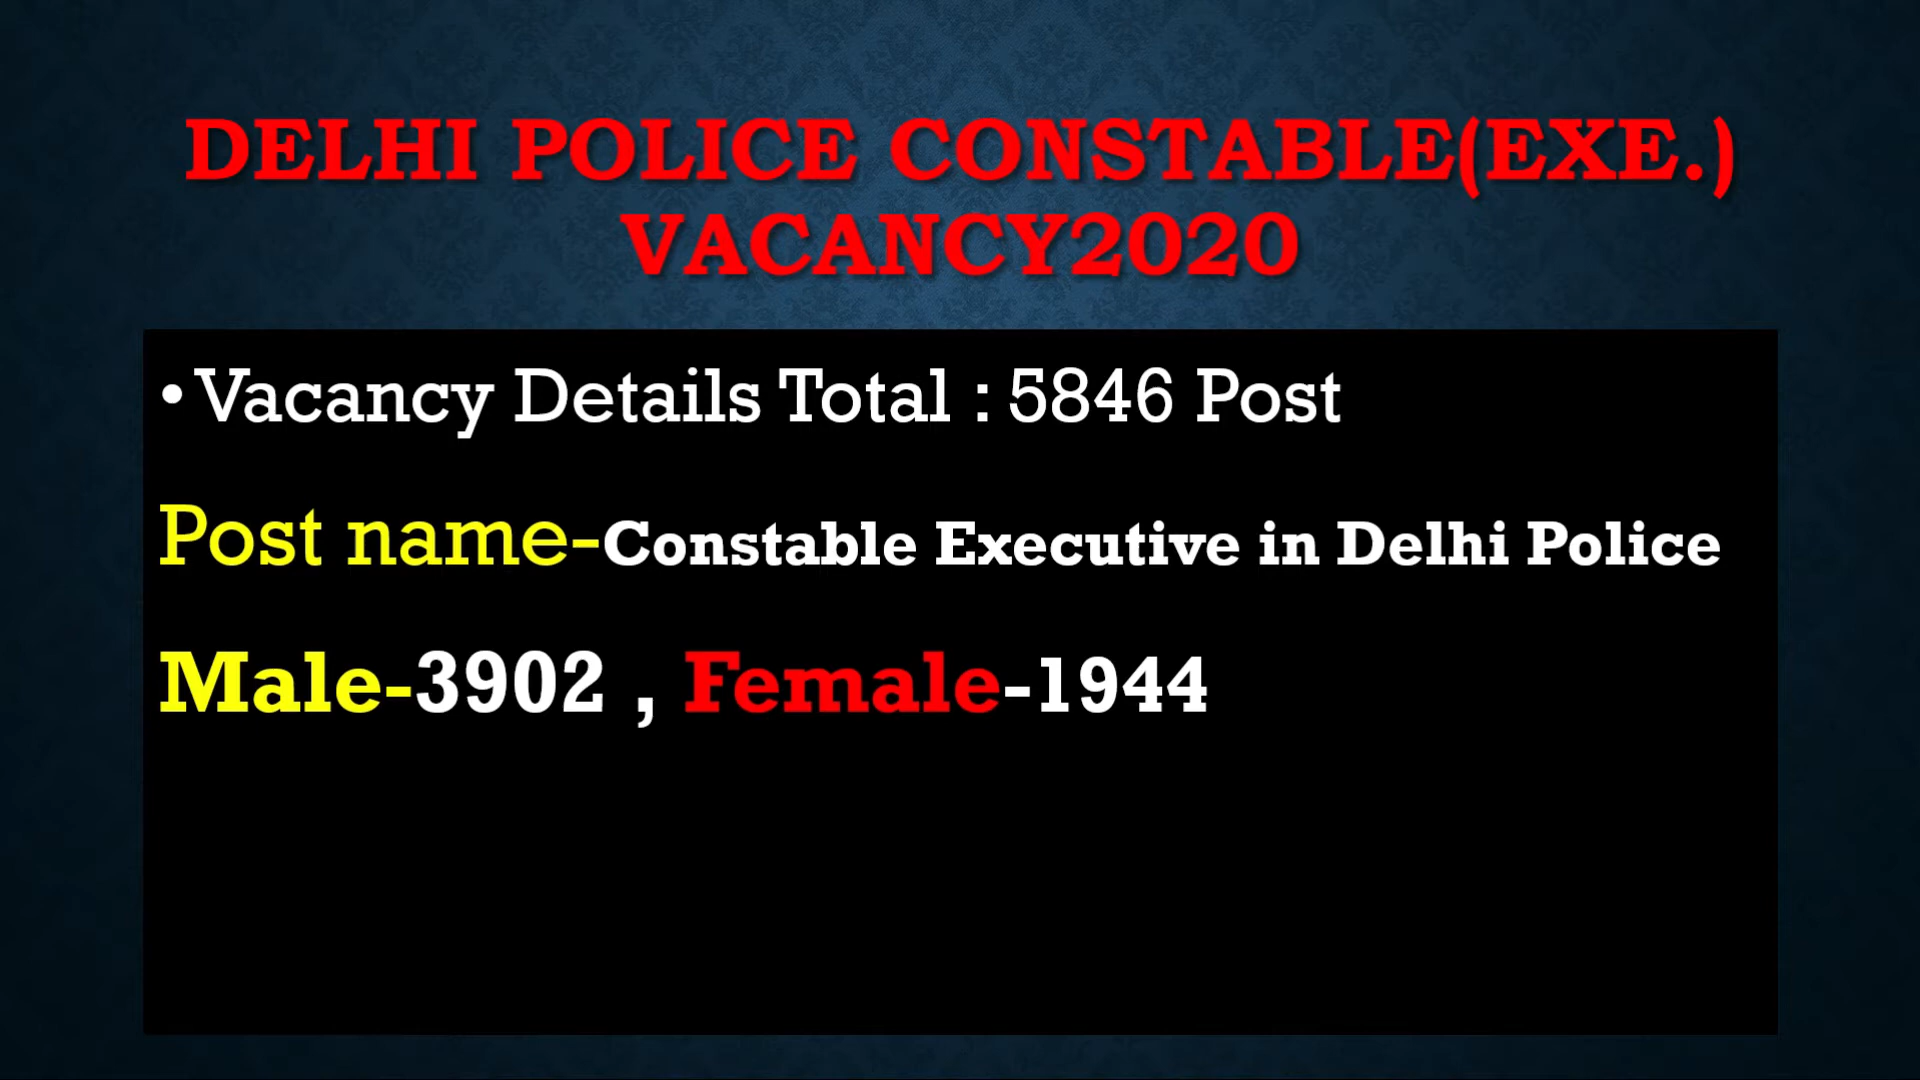 DELHI POLICE CONSTABLE(EXE.)
VACANCY2020
• Vacancy Details Total : 5846 Post
Post name-Constable Executive in Delhi Police
Male-3902 , Female-1944